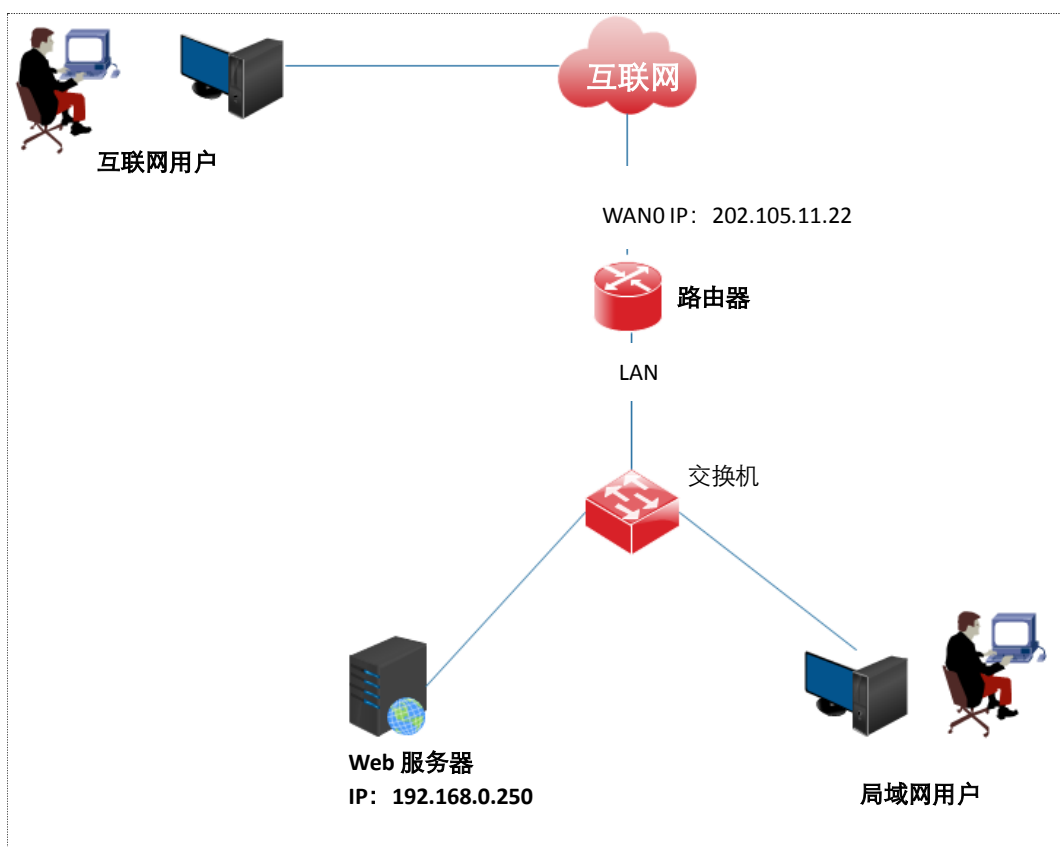 互联网
互联网用户
WAN0 IP：202.105.11.22
路由器
LAN
交换机
Web 服务器
IP：192.168.0.250
局域网用户